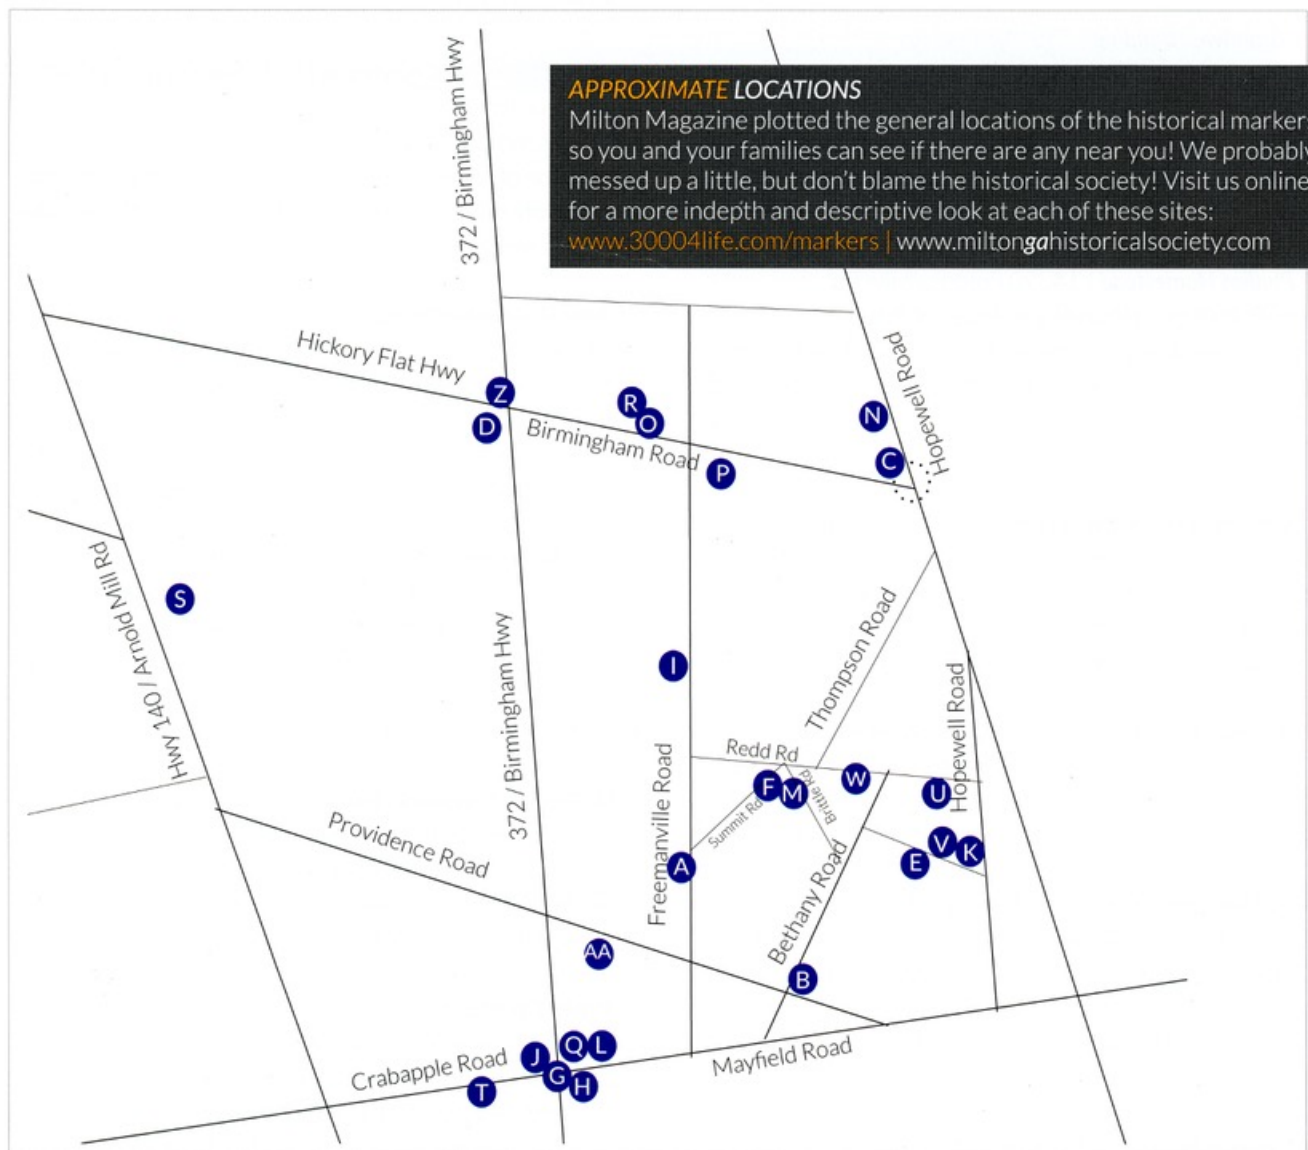 372 / Birmingham Hwy
APPROXIMATE LOCATIONS
Milton Magazine plotted the general locations of the historical marker
so you and your families can see if there are any near you! We probably
messed up a little, but don't blame the historical society! Visit us online
for a more indepth and descriptive look at each of these sites:
www.30004life.com/markers | www.miltongahistoricalsociety.com
Hickory Flat Hwy
Hopewell Road
Z
R
N
D
O
Birmingham Road
C
P
Hwy 140 / Arnold Mill Rd
S
372 / Birmingham Hwy
Thompson Road
I
Hopewell Road
Freemanville Road
Redd Rd
F
M
W
U
Summit Rd
Brittle Rd
Providence Road
V
K
E
A
Bethany Road
AA
B
Crabapple Road
J
Q
L
Mayfield Road
G
H
T